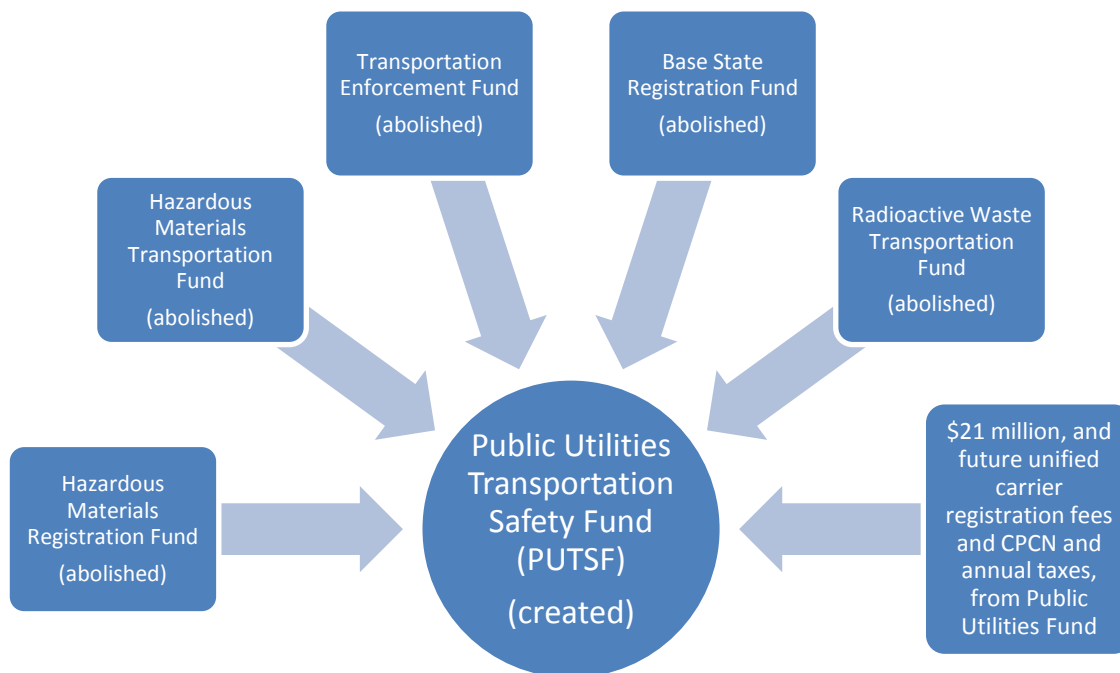 Transportation
Enforcement Fund
(abolished)
Base State
Registration Fund
(abolished)
Hazardous
Materials
Transportation
Fund
(abolished)
Radioactive Waste
Transportation
Fund
(abolished)
Hazardous
Materials
Registration Fund
(abolished)
Public Utilities
Transportation
Safety Fund
(PUTSF)
(created)
$21 million, and
future unified
carrier
registration fees
and CPCN and
annual taxes,
from Public
Utilities Fund